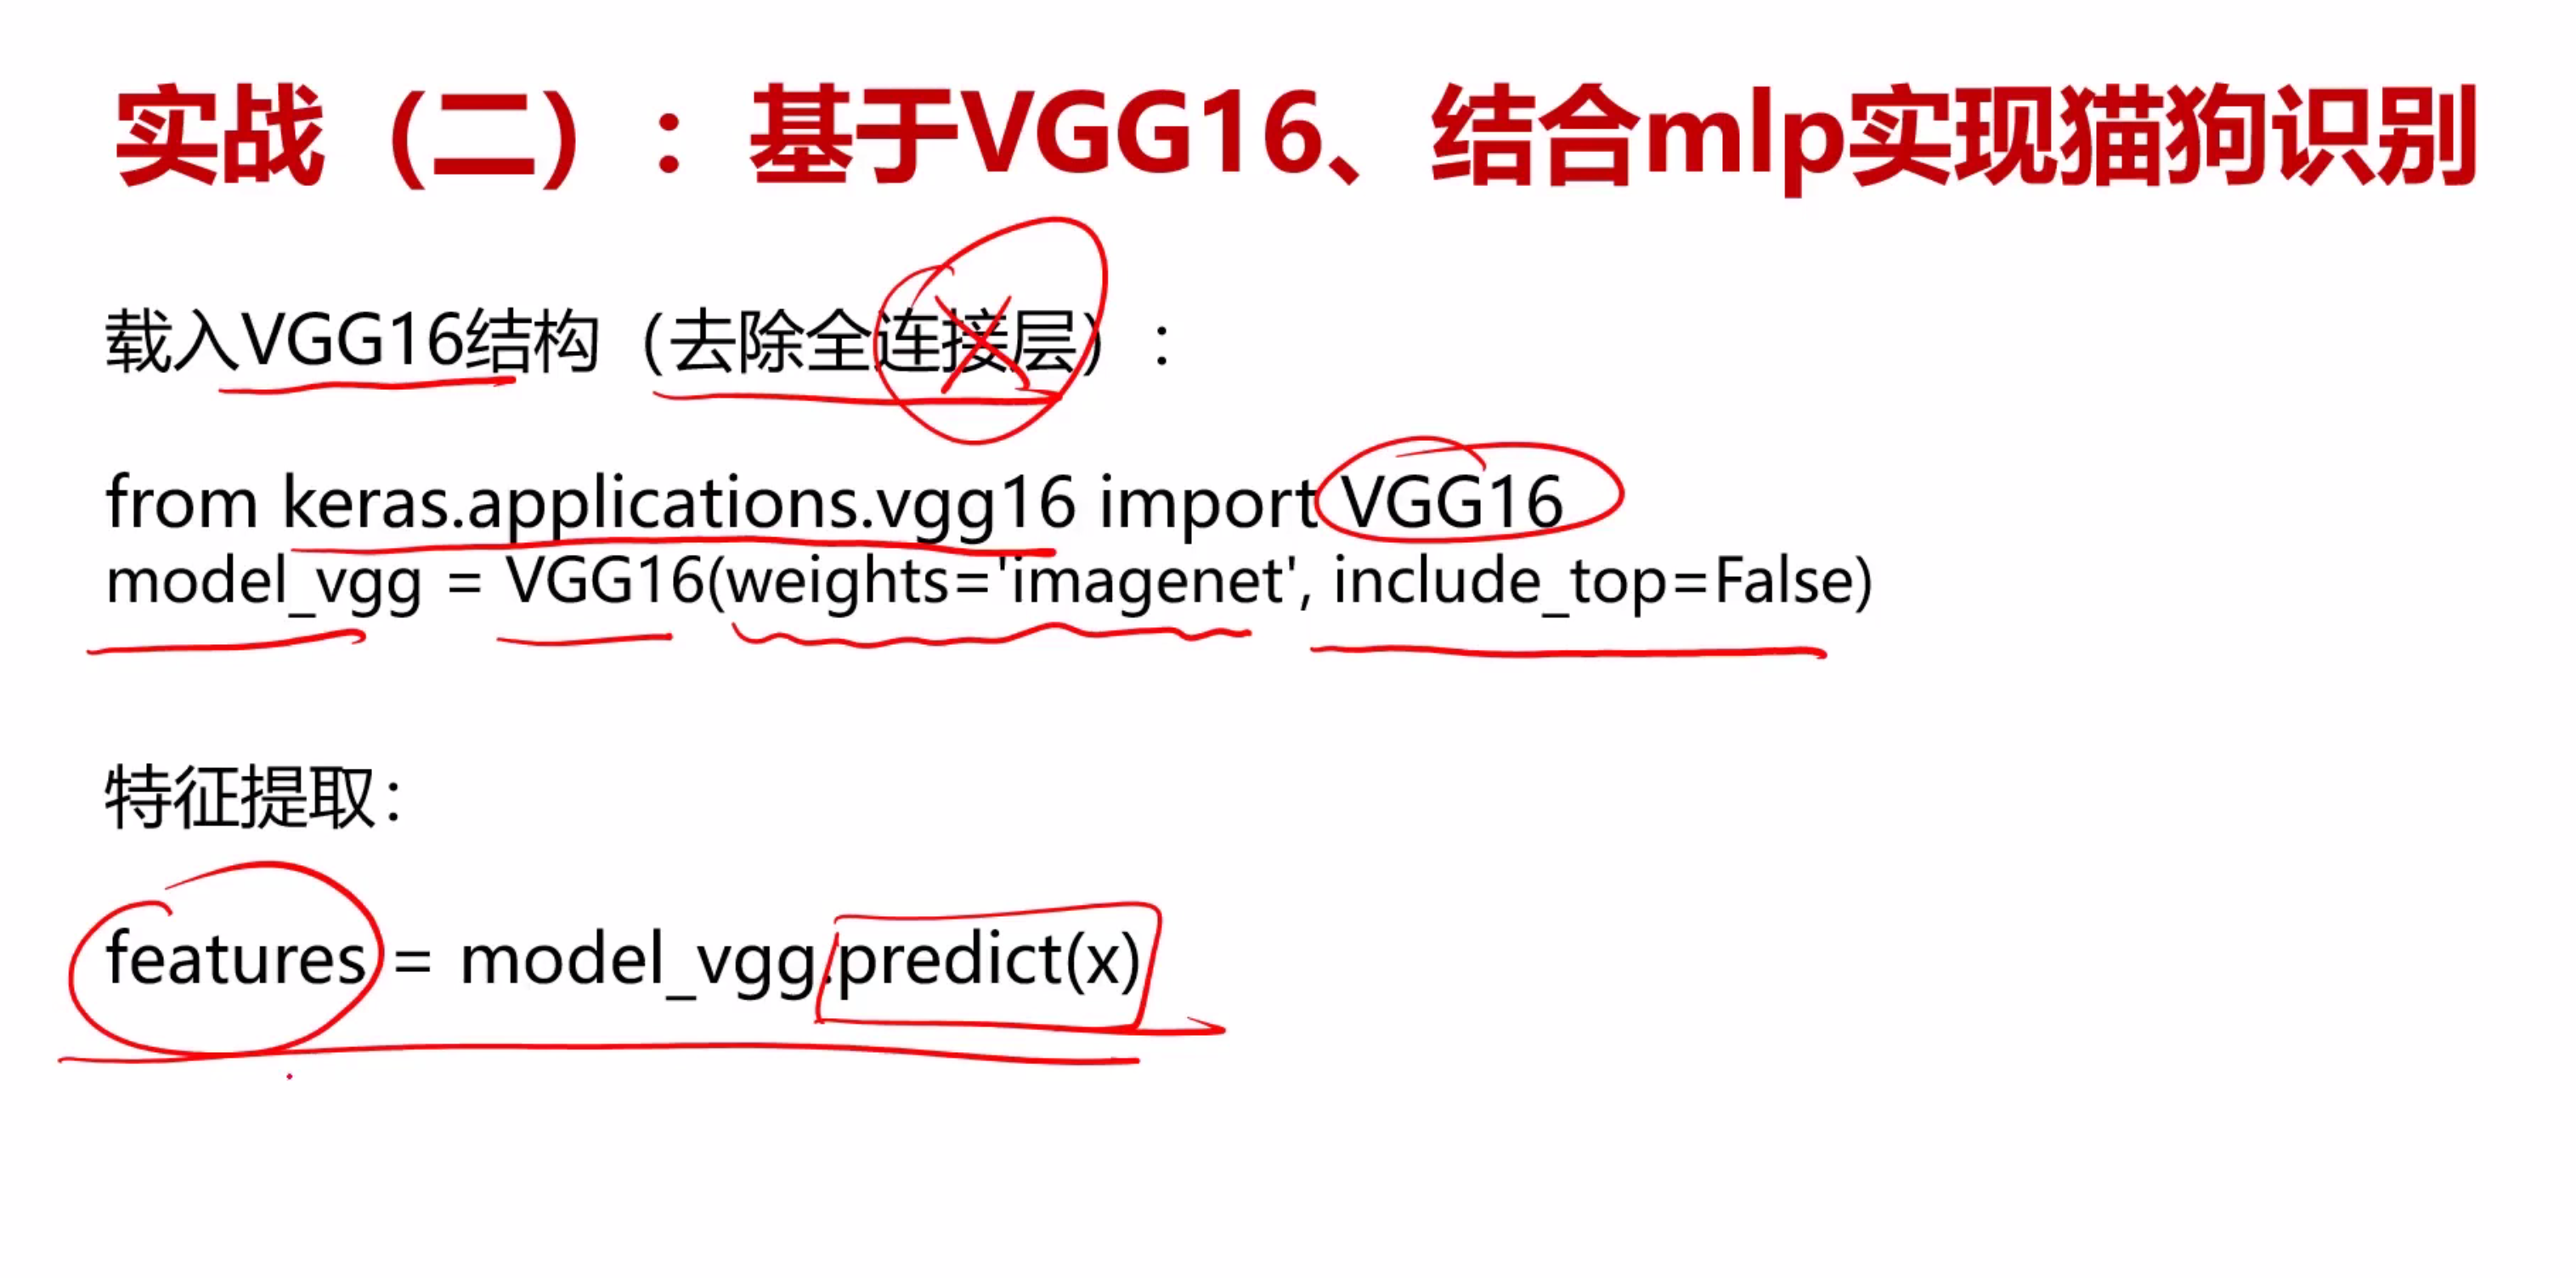 实战（二）：基于VGG16、结合mlp实现猫狗识别
载入VGG16结构（去除全连接层）：
from keras.applications.vgg16 import VGG16
model_vgg = VGG16(weights='imagenet', include_top=False)
特征提取：
features = model_vgg.predict(x)